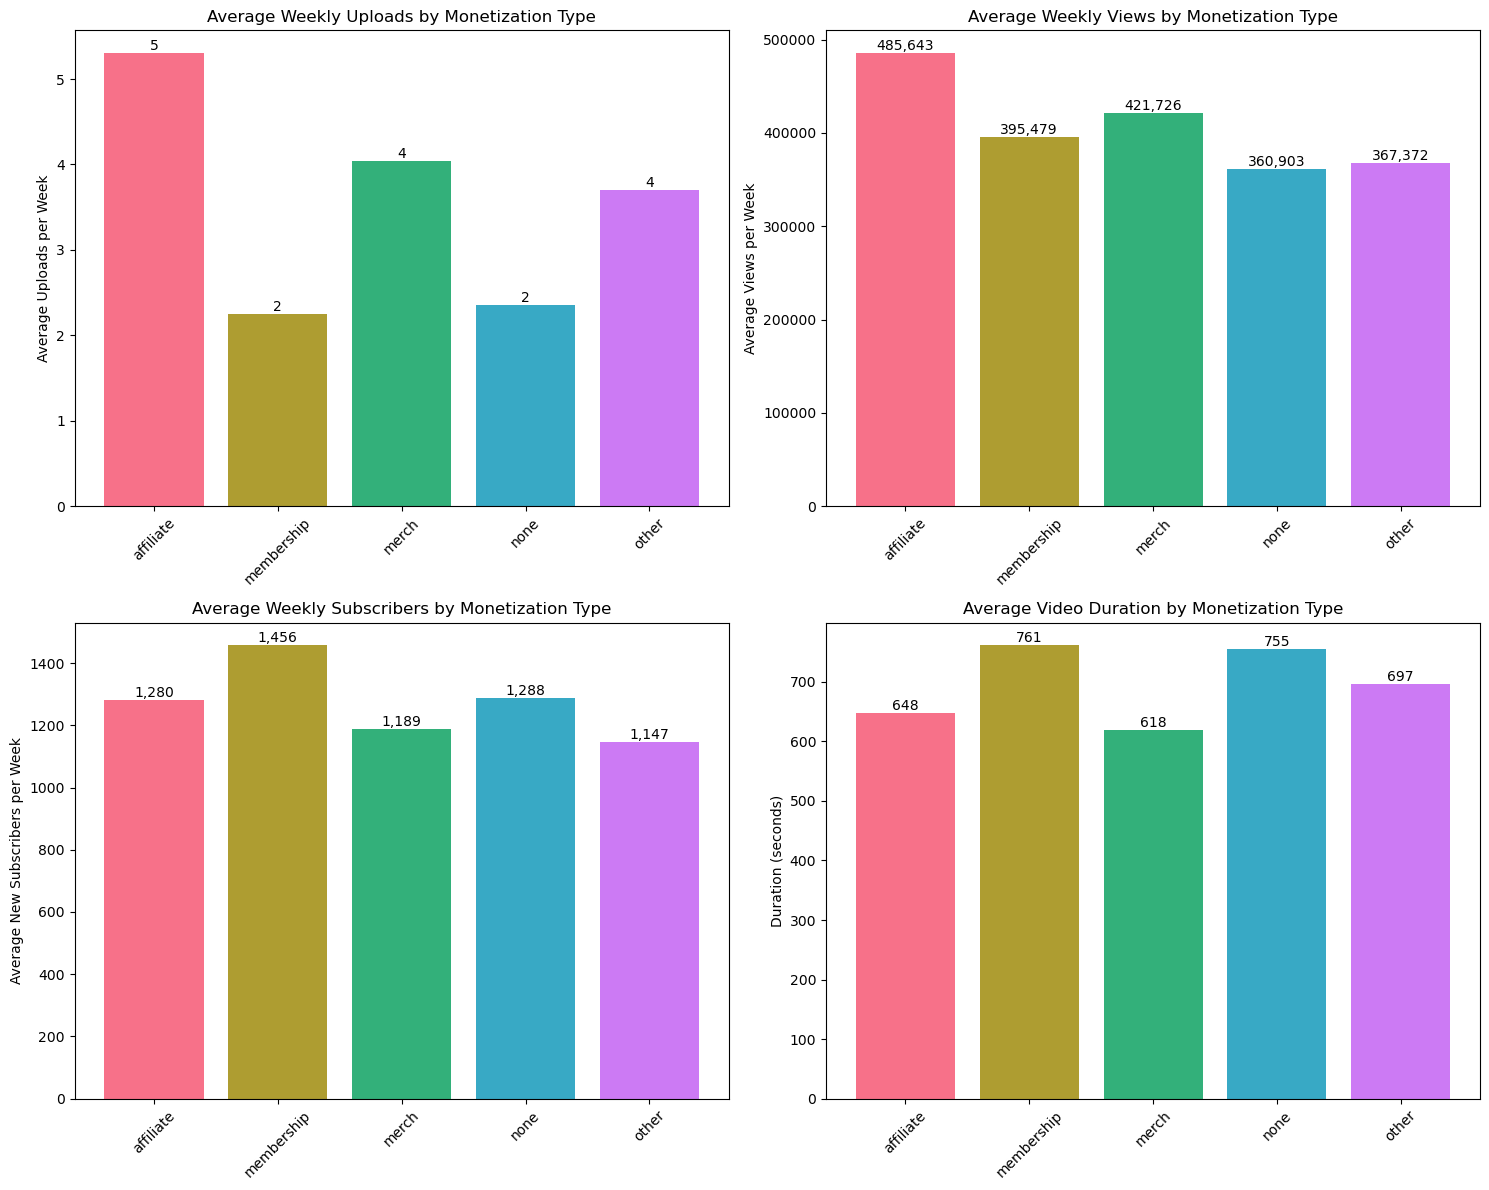 Average Weekly Uploads by Monetization Type
Average Uploads per Week
5
4
3
2
1
0
5
2
4
2
4
affiliate
membership
merch
none
other
Average Weekly Views by Monetization Type
Average Views per Week
500000
400000
300000
200000
100000
0
485,643
395,479
421,726
360,903
367,372
affiliate
membership
merch
none
other
Average Weekly Subscribers by Monetization Type
Average New Subscribers per Week
1400
1200
1000
800
600
400
200
0
1,280
1,456
1,189
1,288
1,147
affiliate
membership
merch
none
other
Average Video Duration by Monetization Type
Duration (seconds)
700
600
500
400
300
200
100
0
648
761
618
755
697
affiliate
membership
merch
none
other